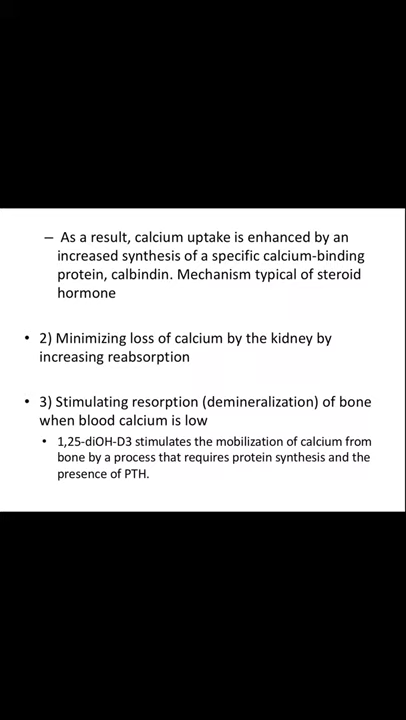 – As a result, calcium uptake is enhanced by an
increased synthesis of a specific calcium-binding
protein, calbindin. Mechanism typical of steroid
hormone
• 2) Minimizing loss of calcium by the kidney by
increasing reabsorption
• 3) Stimulating resorption (demineralization) of bone
when blood calcium is low
• 1,25-diOH-D3 stimulates the mobilization of calcium from
bone by a process that requires protein synthesis and the
presence of PTH.